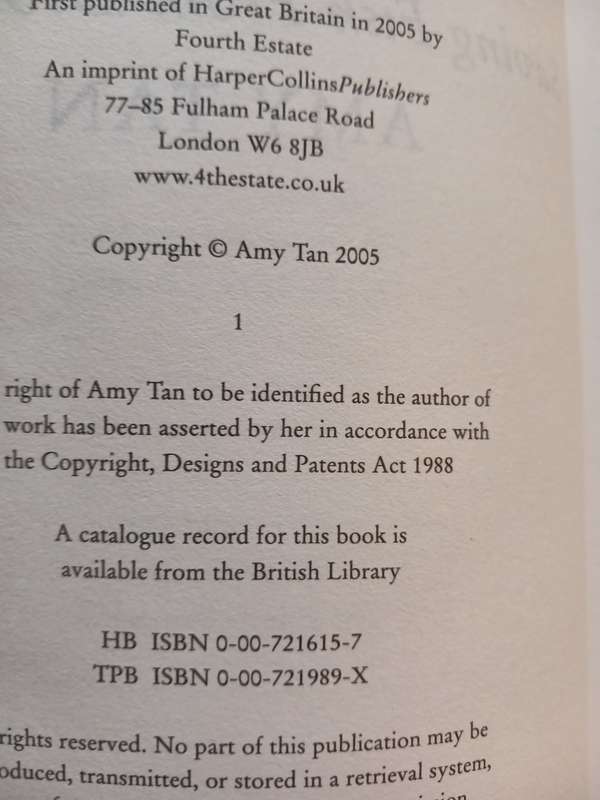 First published in Great Britain in 2005 by
Fourth Estate
An imprint of HarperCollinsPublishers
77–85 Fulham Palace Road
London W6 8JB
www.4thestate.co.uk
Copyright © Amy Tan 2005
1
right of Amy Tan to be identified as the author of
work has been asserted by her in accordance with
the Copyright, Designs and Patents Act 1988
A catalogue record for this book is
available from the British Library
HB ISBN 0-00-721615-7
TPB ISBN 0-00-721989-X
rights reserved. No part of this publication may be
oduced, transmitted, or stored in a retrieval system,